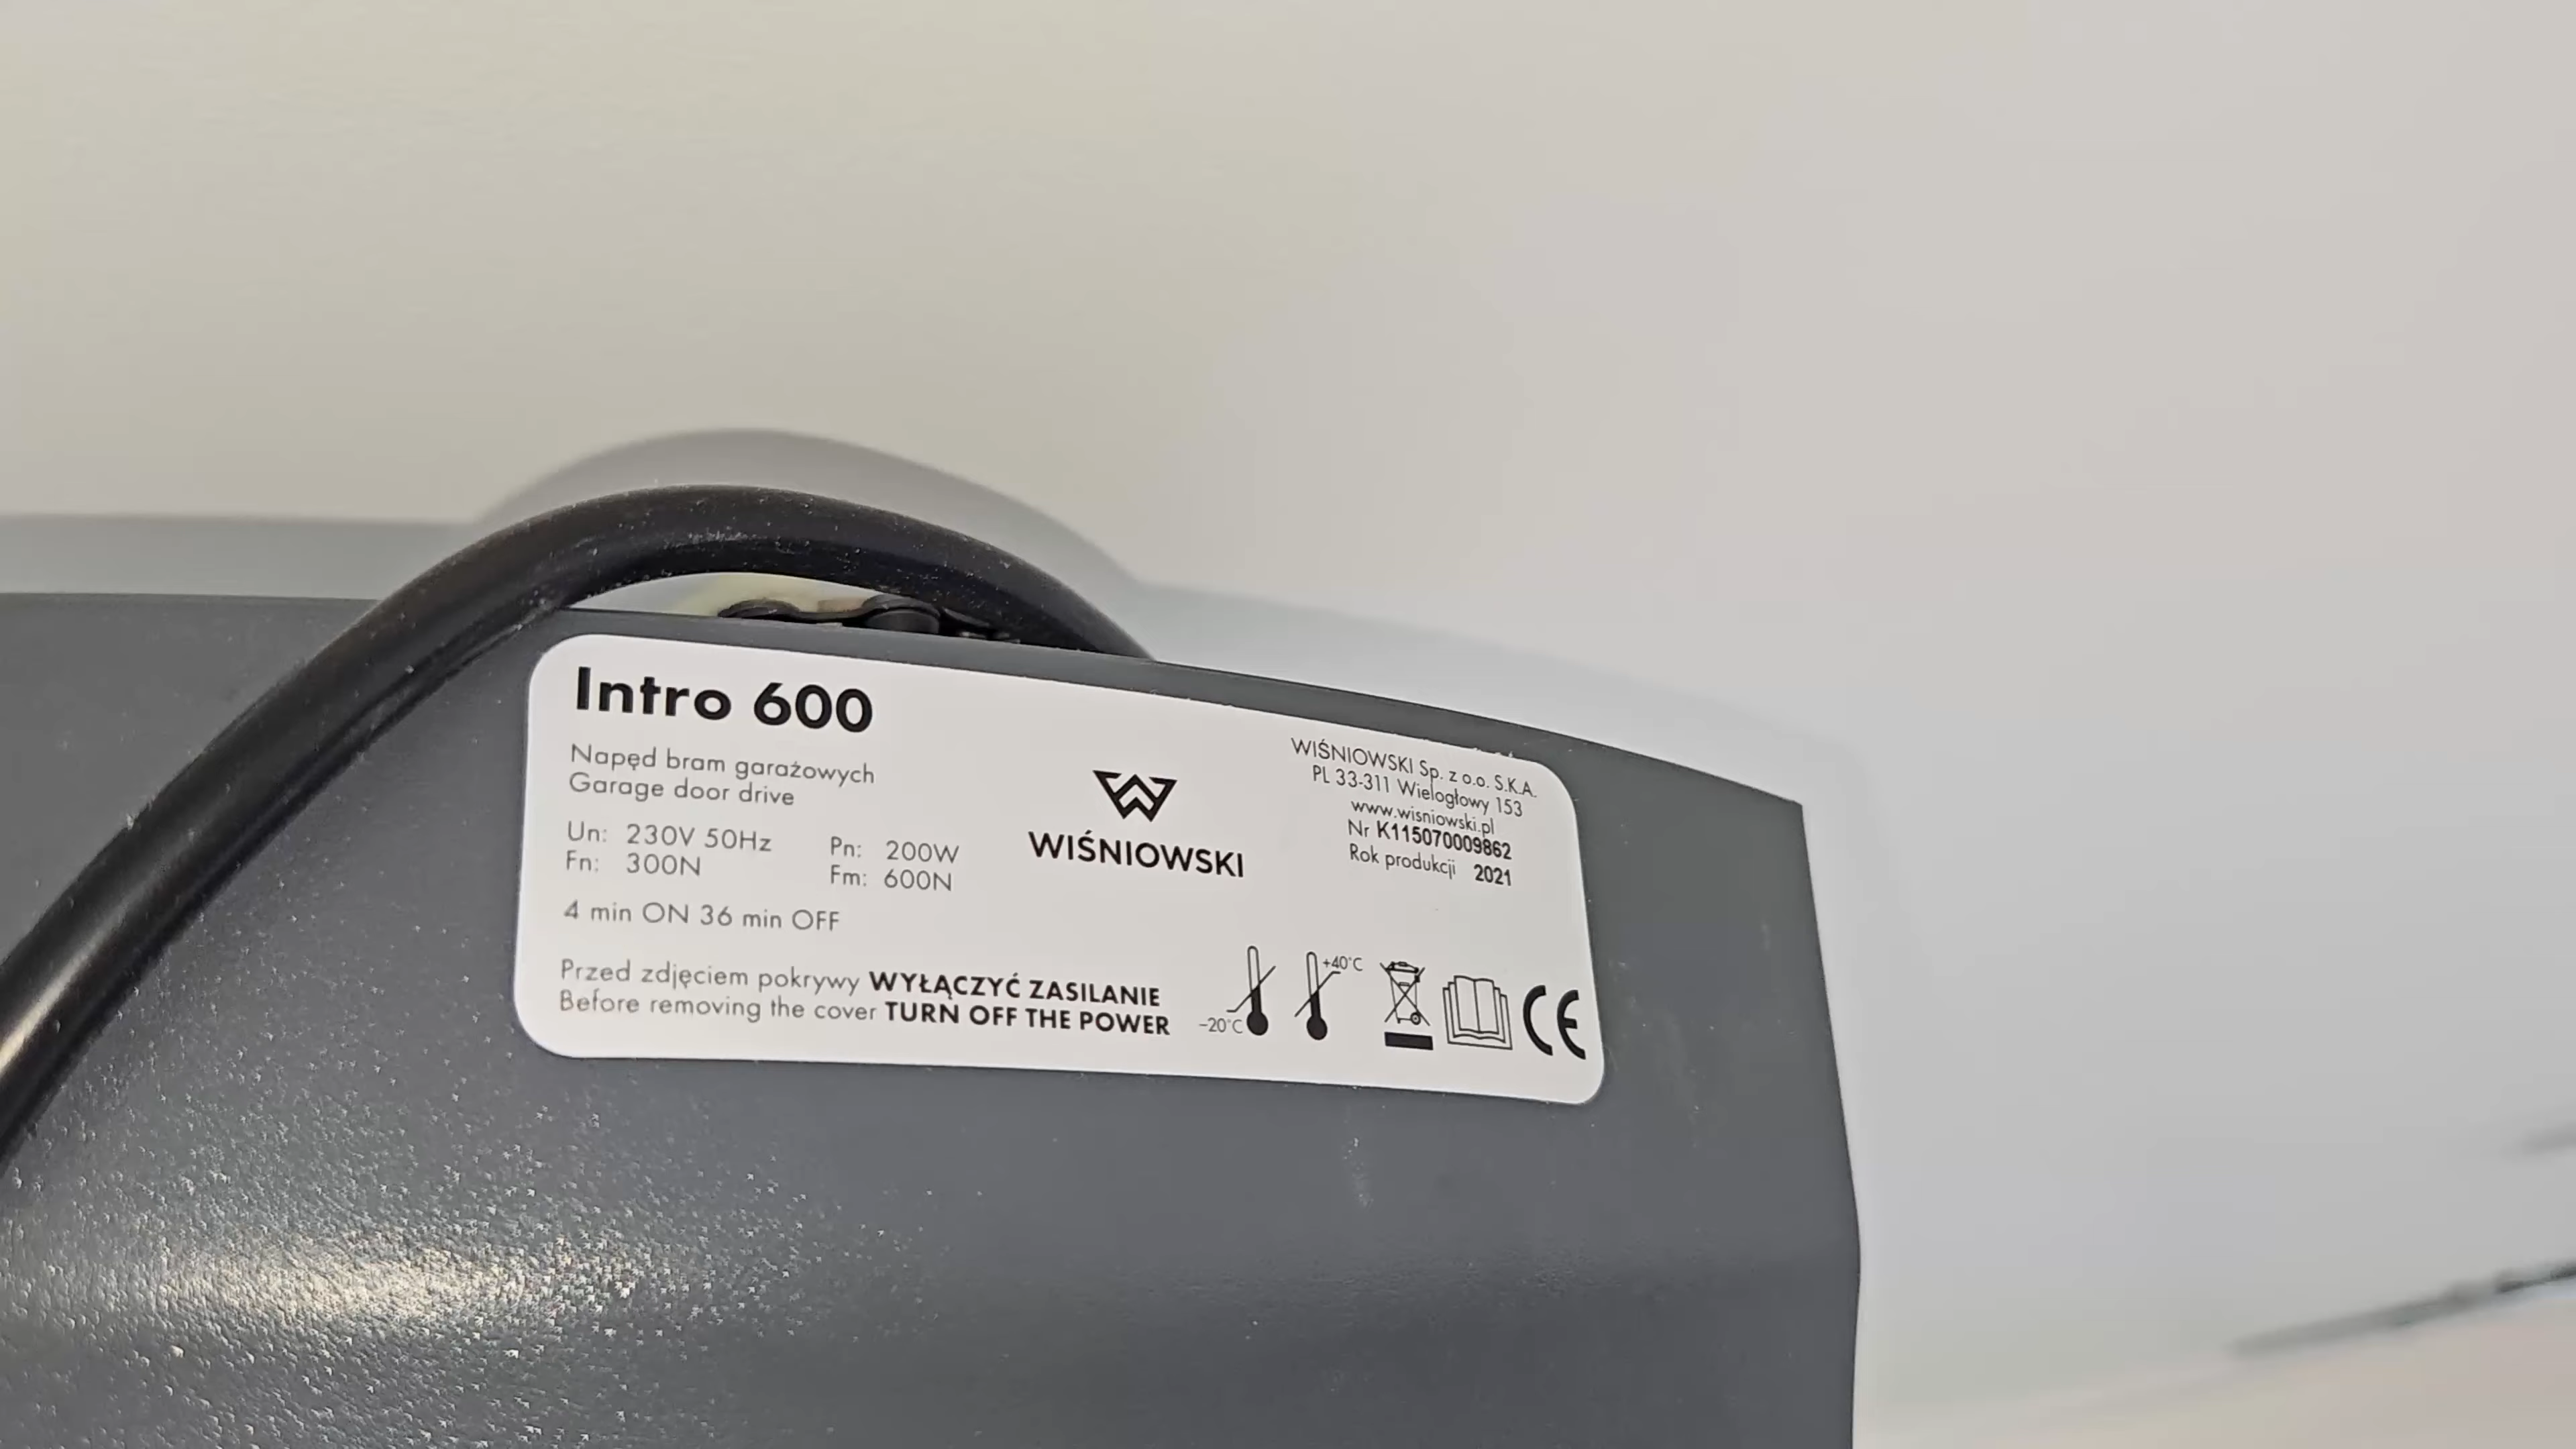 Intro 600
Napęd bram garażowych
Garage door drive
Un: 230V 50Hz Pn: 200W
Fn: 300N Fm: 600N
4 min ON 36 min OFF
Przed zdjęciem pokrywy WYŁĄCZYĆ ZASILANIE
Before removing the cover TURN OFF THE POWER
WIŚNIOWSKI
WIŚNIOWSKI Sp. z o.o. S.K.A.
PL 33-311 Wielogłowy 153
www.wisniowski.pl
Nr K115070009862
Rok produkcji 2021
-20°C
+40°C
CE